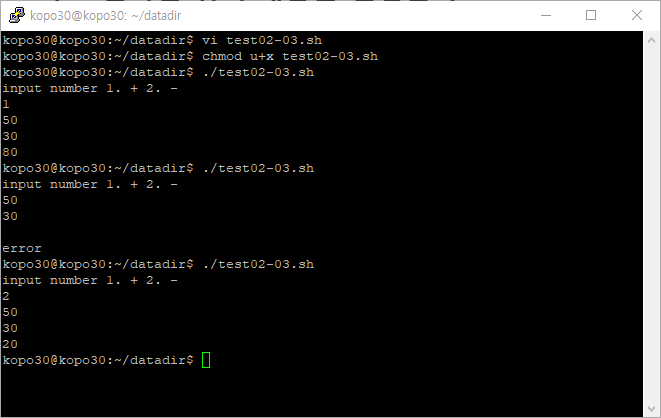 kopo30@kopo30: ~/datadir
kopo30@kopo30:~/datadir$ vi test02-03.sh
kopo30@kopo30:~/datadir$ chmod u+x test02-03.sh
kopo30@kopo30:~/datadir$ ./test02-03.sh
input number 1. + 2. -
1
50
30
80
kopo30@kopo30:~/datadir$ ./test02-03.sh
input number 1. + 2. -
50
30

error
kopo30@kopo30:~/datadir$ ./test02-03.sh
input number 1. + 2. -
2
50
30
20
kopo30@kopo30:~/datadir$